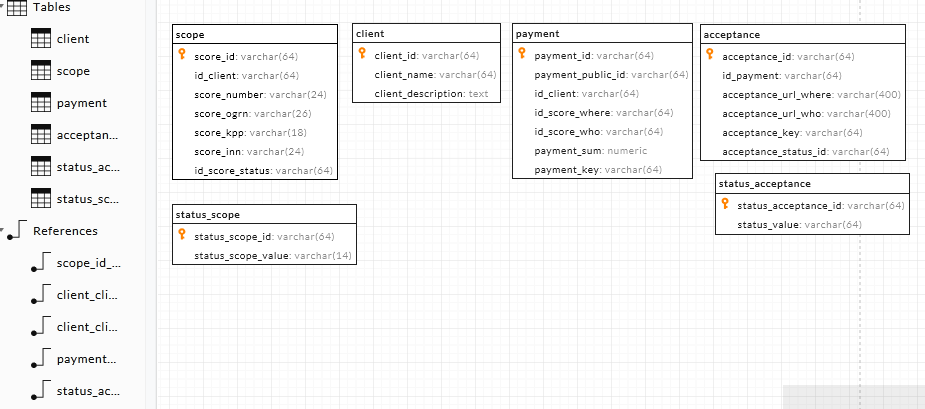 Tables
client
scope
payment
acceptan...
status_ac...
status_sc...
References
scope_id_...
client_cli...
client_cli...
payment...
status_ac...
scope
score_id: varchar(64)
id_client: varchar(64)
score_number: varchar(24)
score_ogrn: varchar(26)
score_kpp: varchar(18)
score_inn: varchar(24)
id_score_status: varchar(64)
client
client_id: varchar(64)
client_name: varchar(64)
client_description: text
payment
payment_id: varchar(64)
payment_public_id: varchar(64)
id_client: varchar(64)
id_score_where: varchar(64)
id_score_who: varchar(64)
payment_sum: numeric
payment_key: varchar(64)
acceptance
acceptance_id: varchar(64)
id_payment: varchar(64)
acceptance_url_where: varchar(400)
acceptance_url_who: varchar(400)
acceptance_key: varchar(64)
acceptance_status_id: varchar(64)
status_scope
status_scope_id: varchar(64)
status_scope_value: varchar(14)
status_acceptance
status_acceptance_id: varchar(64)
status_value: varchar(64)